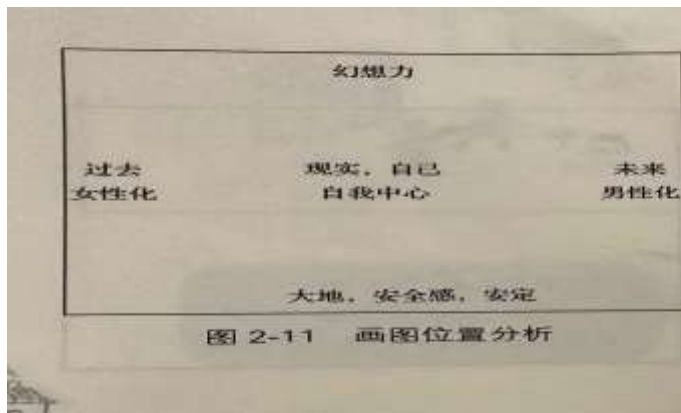 幻想力
过去 现实，自己 未来
女性化 自我中心 男性化
大地，安全感，安定
图 2-11 画图位置分析